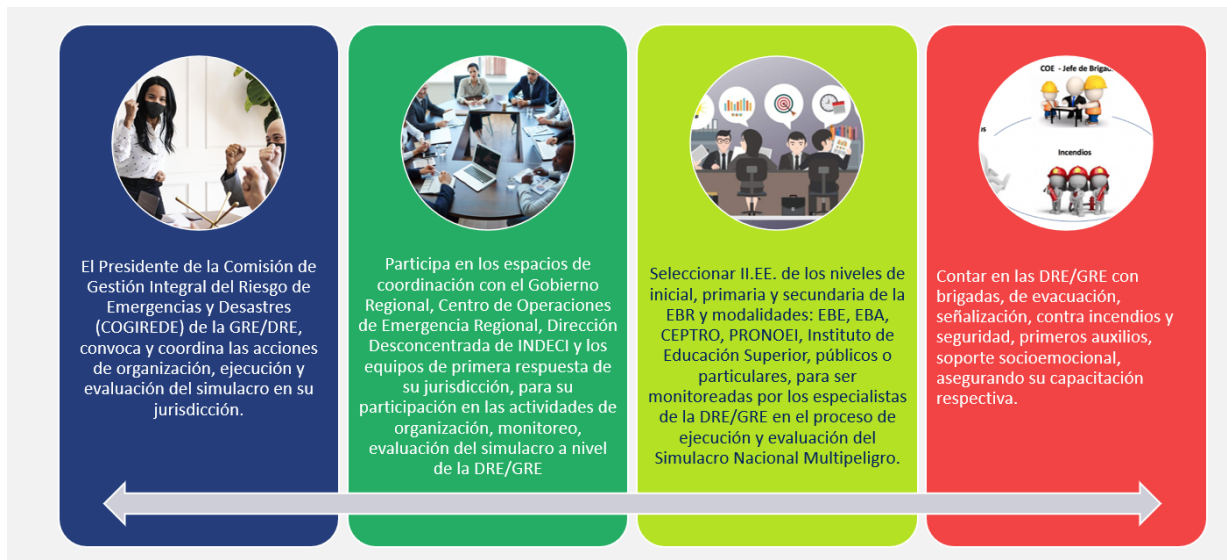 El Presidente de la Comisión de
Gestión Integral del Riesgo de
Emergencias y Desastres
(COGIREDE) de la GRE/DRE,
convoca y coordina las acciones
de organización, ejecución y
evaluación del simulacro en su
jurisdicción.
Participa en los espacios de
coordinación con el Gobierno
Regional, Centro de Operaciones
de Emergencia Regional, Dirección
Desconcentrada de INDECI y los
equipos de primera respuesta de
su jurisdicción, para su
participación en las actividades de
organización, monitoreo,
evaluación del simulacro a nivel
de la DRE/GRE
Seleccionar II.EE. de los niveles de
inicial, primaria y secundaria de la
EBR y modalidades: EBE, EBA,
CEPTRO, PRONOEI, Instituto de
Educación Superior, públicos o
particulares, para ser
monitoreadas por los especialistas
de la DRE/GRE en el proceso de
ejecución y evaluación del
Simulacro Nacional Multipeligro.
COE - Jefe de
Incendios
Contar en las DRE/GRE con
brigadas, de evacuación,
señalización, contra incendios y
seguridad, primeros auxilios,
soporte socioemocional,
asegurando su capacitación
respectiva.